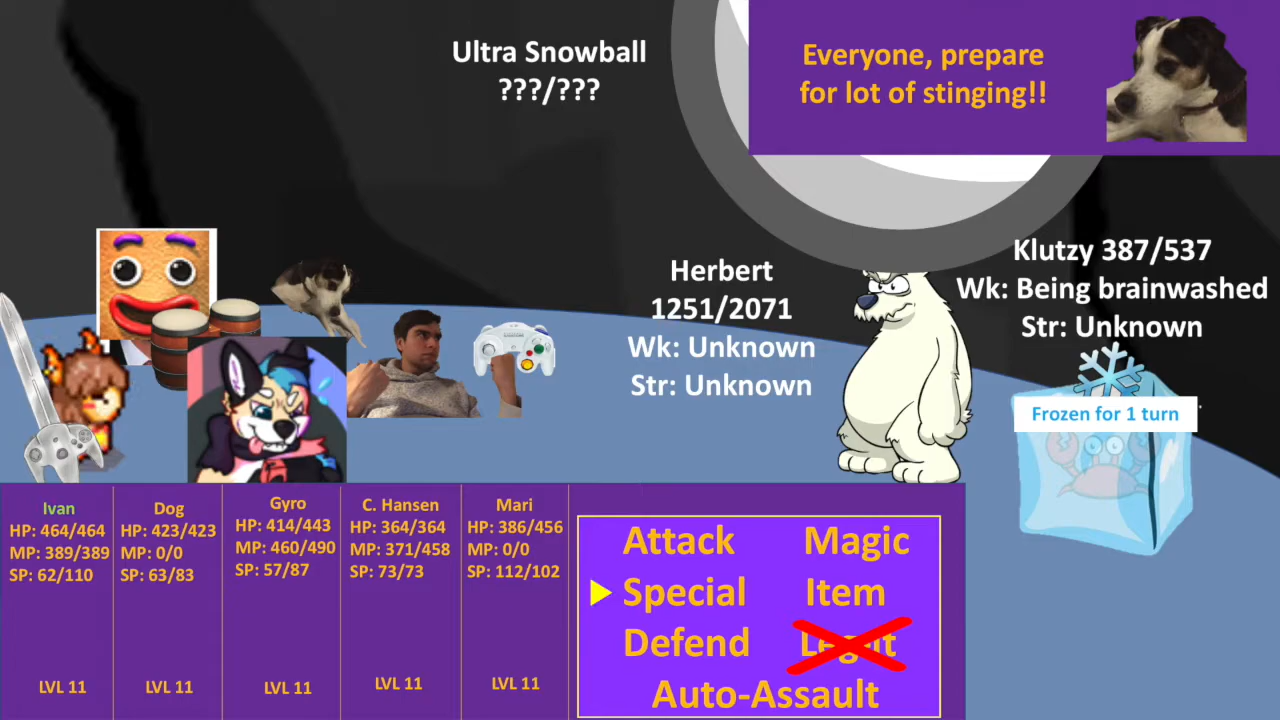 Ultra Snowball
???/???
Everyone, prepare
for lot of stinging!!
Herbert
1251/2071
Wk: Unknown
Str: Unknown
Klutzy 387/537
Wk: Being brainwashed
Str: Unknown
Frozen for 1 turn
Ivan
HP: 464/464
MP: 389/389
SP: 62/110
LVL 11
Dog
HP: 423/423
MP: 0/0
SP: 63/83
LVL 11
Gyro
HP: 414/443
MP: 460/490
SP: 57/87
LVL 11
C. Hansen
HP: 364/364
MP: 371/458
SP: 73/73
LVL 11
Mari
HP: 386/456
MP: 0/0
SP: 112/102
LVL 11
Attack
Magic
Special
Item
Defend
Auto-Assault